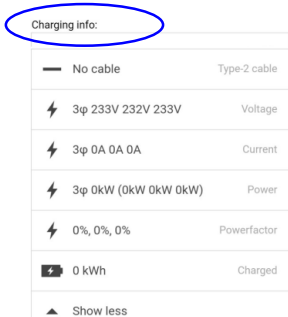 Charging info:
No cable Type-2 cable
3φ 233V 232V 233V Voltage
3φ 0A 0A 0A Current
3φ 0kW (0kW 0kW 0kW) Power
0%, 0%, 0% Powerfactor
0 kWh Charged
Show less